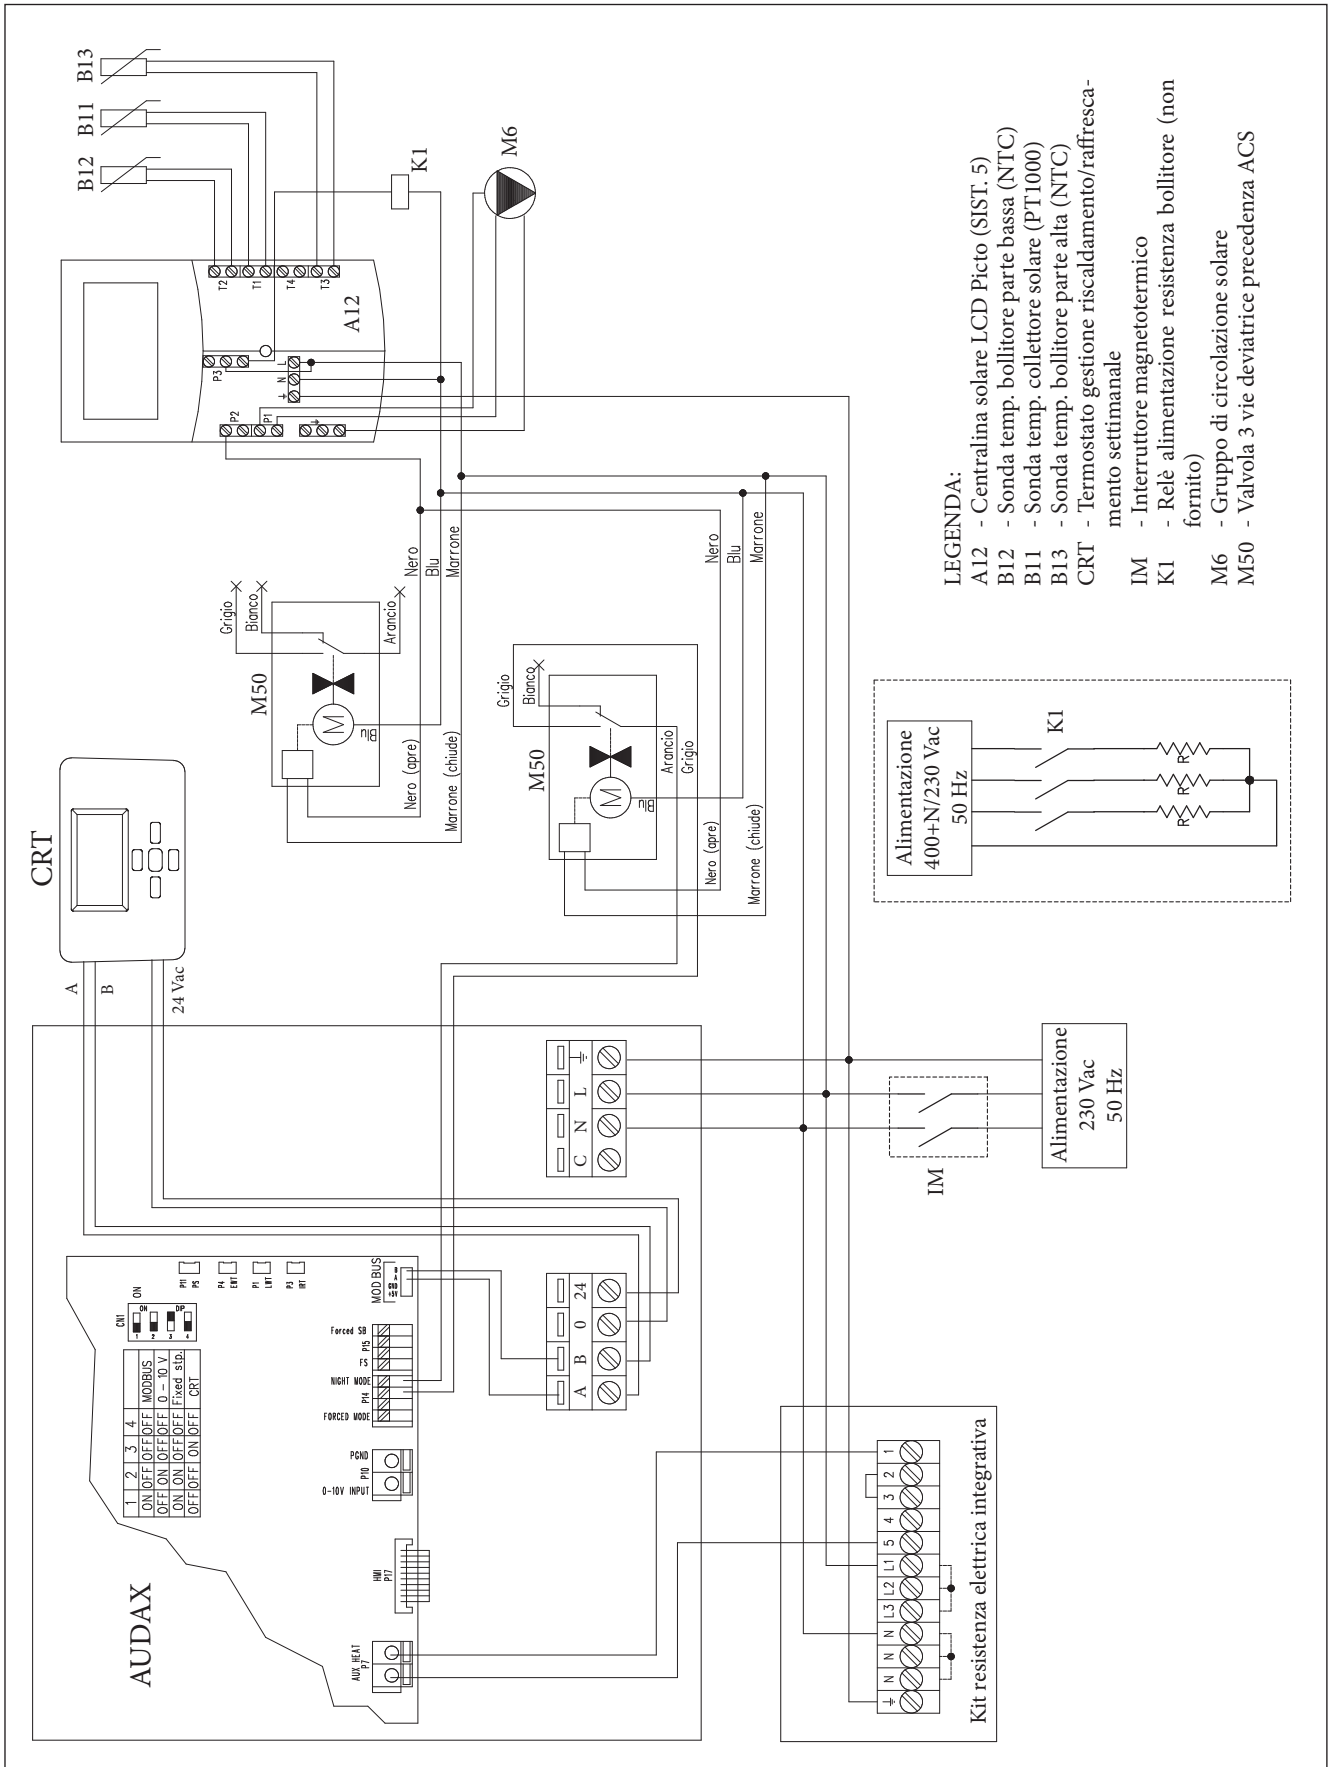 B13
B11
B12
K1
M6
T2
T1
T4
T3
A12
P3
P2
P1
L
N
Nero
Blu
Marrone
Nero
Blu
Marrone
Grigio
Bianco
Arancio
M50
M
Blu
Nero (apre)
Marrone (chiude)
Grigio
Bianco
Arancio
Grigio
M50
M
Blu
Nero (apre)
Marrone (chiude)
LEGENDA:
A12 - Centralina solare LCD Picto (SIST. 5)
B12 - Sonda temp. bollitore parte bassa (NTC)
B11 - Sonda temp. collettore solare (PT1000)
B13 - Sonda temp. bollitore parte alta (NTC)
CRT - Termostato gestione riscaldamento/raffresca-
mento settimanale
IM - Interruttore magnetotermico
K1 - Relè alimentazione resistenza bollitore (non
fornito)
M6 - Gruppo di circolazione solare
M50 - Valvola 3 vie deviatrice precedenza ACS
Alimentazione
400+N/230 Vac
50 Hz
K1
R
R
R
CRT
A
B
24 Vac
C N L
IM
Alimentazione
230 Vac
50 Hz
AUDAX
1 2 3 4
ON OFF OFF OFF MODBUS
OFF ON OFF OFF 0 - 10 V
ON ON OFF OFF Fixed stp.
OFF OFF ON OFF CRT
CN1
ON
ON
DIP
1 2 3 4
P11
PS
P4
EWT
P1
LWT
P3
IRT
MOD BUS
B
A
GND
+5V
Forced SB
P15
FS
NIGHT MODE
P14
FORCED MODE
PGND
P10
0-10V INPUT
HMI
P17
AUX HEAT
P7
A B 0 24
N N N L3 L2 L1 5 4 3 2 1
Kit resistenza elettrica integrativa